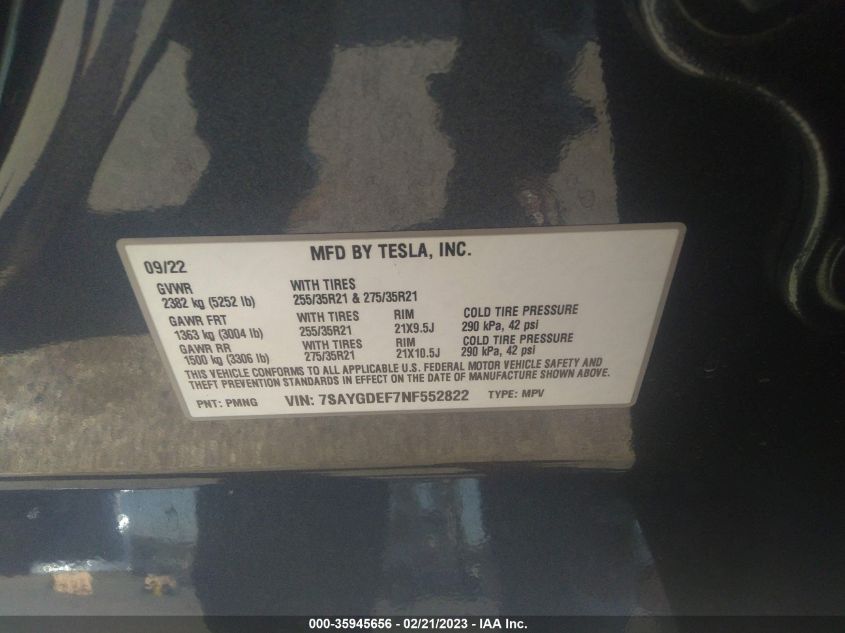 MFD BY TESLA, INC.
09/22
GVWR WITH TIRES
2382 kg (5252 lb) 255/35R21 & 275/35R21
GAWR FRT WITH TIRES RIM COLD TIRE PRESSURE
1363 kg (3004 lb) 255/35R21 21X9.5J 290 kPa, 42 psi
GAWR RR WITH TIRES RIM COLD TIRE PRESSURE
1500 kg (3306 lb) 275/35R21 21X10.5J 290 kPa, 42 psi
THIS VEHICLE CONFORMS TO ALL APPLICABLE U.S. FEDERAL MOTOR VEHICLE SAFETY AND
THEFT PREVENTION STANDARDS IN EFFECT ON THE DATE OF MANUFACTURE SHOWN ABOVE.
PNT: PMNG VIN: 7SAYGDEF7NF552822 TYPE: MPV
000-35945656 - 02/21/2023 - IAA Inc.